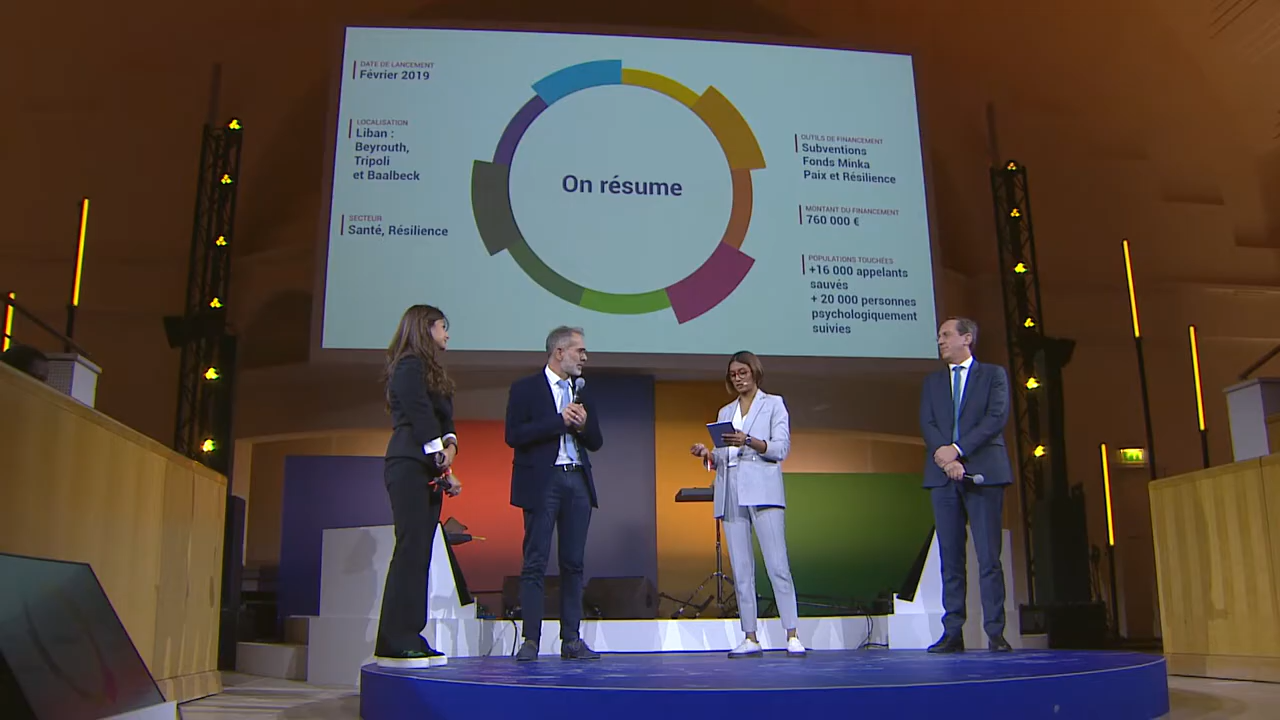 DATE DE LANCEMENT
Février 2019
LOCALISATION
Liban :
Beyrouth,
Tripoli
et Baalbeck
SECTEUR
Santé, Résilience
On résume
OUTILS DE FINANCEMENT
Subventions
Fonds Minka
Paix et Résilience
MONTANT DU FINANCEMENT
760 000 €
POPULATIONS TOUCHÉES
+16 000 appelants
sauvés
+ 20 000 personnes
psychologiquement
suivies